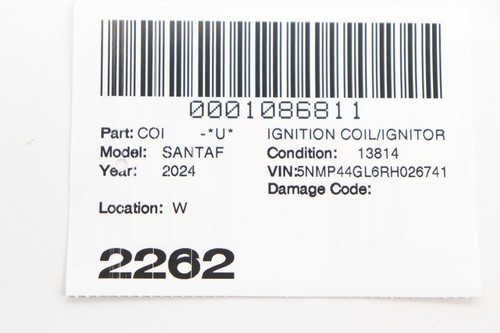 0001086811
Part: COI -*U* IGNITION COIL/IGNITOR
Model: SANTAF Condition: 13814
Year: 2024 VIN:5NMP44GL6RH026741
Damage Code:
Location: W
2262